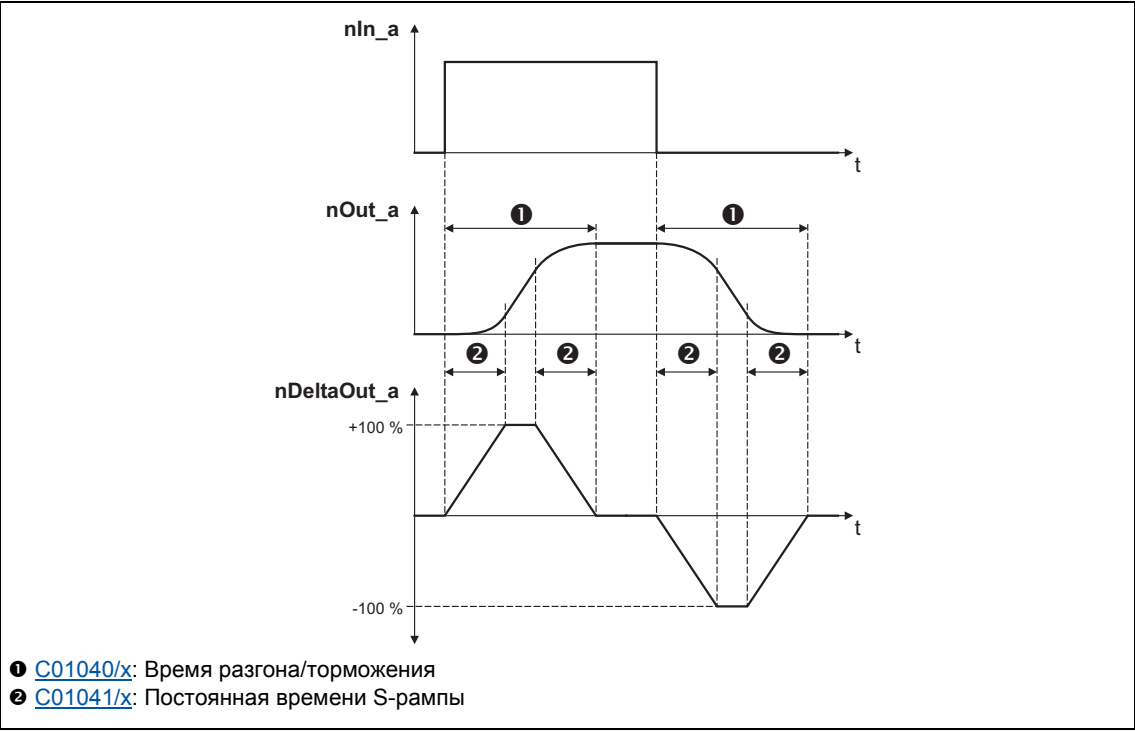 nIn_a
t
nOut_a
❶ ❶
t
❷ ❷ ❷ ❷
nDeltaOut_a
+100 %
t
-100 %
❶ C01040/x: Время разгона/торможения
❷ C01041/x: Постоянная времени S-рампы